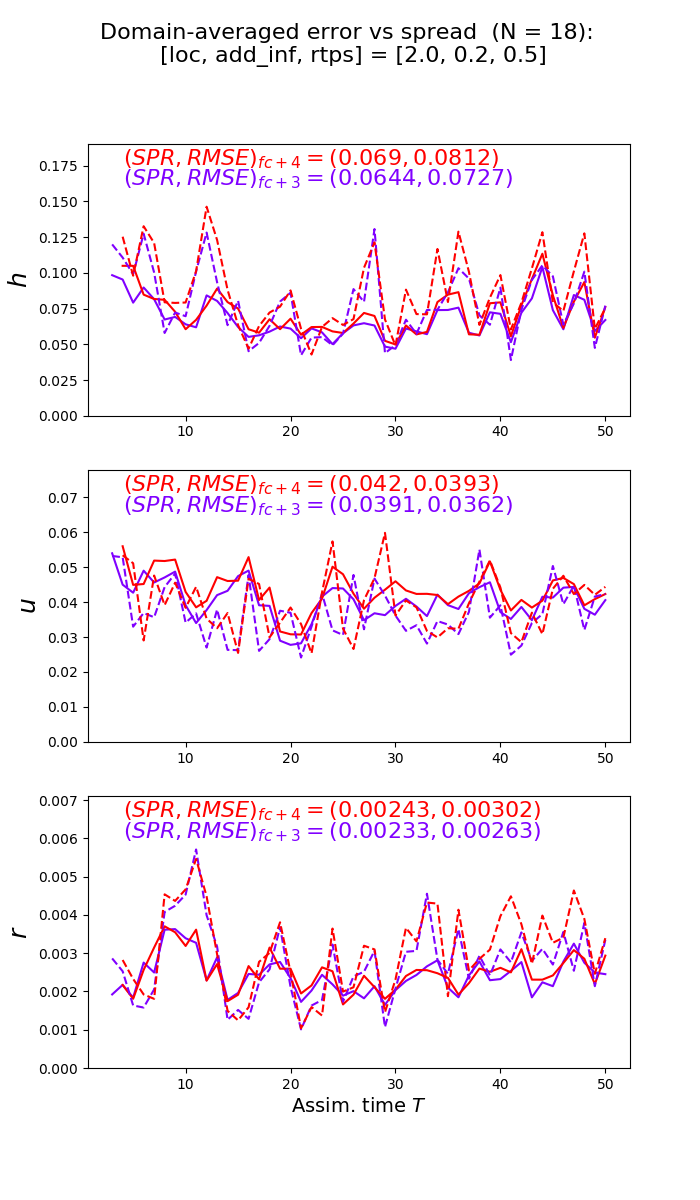 Domain-averaged error vs spread (N = 18):
[loc, add_inf, rtps] = [2.0, 0.2, 0.5]
(SPR, RMSE)fc+4 = (0.069, 0.0812)
(SPR, RMSE)fc+3 = (0.0644, 0.0727)
0.175
0.150
0.125
0.100
0.075
0.050
0.025
0.000
h
10 20 30 40 50
(SPR, RMSE)fc+4 = (0.042, 0.0393)
(SPR, RMSE)fc+3 = (0.0391, 0.0362)
0.07
0.06
0.05
0.04
0.03
0.02
0.01
0.00
u
10 20 30 40 50
(SPR, RMSE)fc+4 = (0.00243, 0.00302)
(SPR, RMSE)fc+3 = (0.00233, 0.00263)
0.007
0.006
0.005
0.004
0.003
0.002
0.001
0.000
r
10 20 30 40 50
Assim. time T